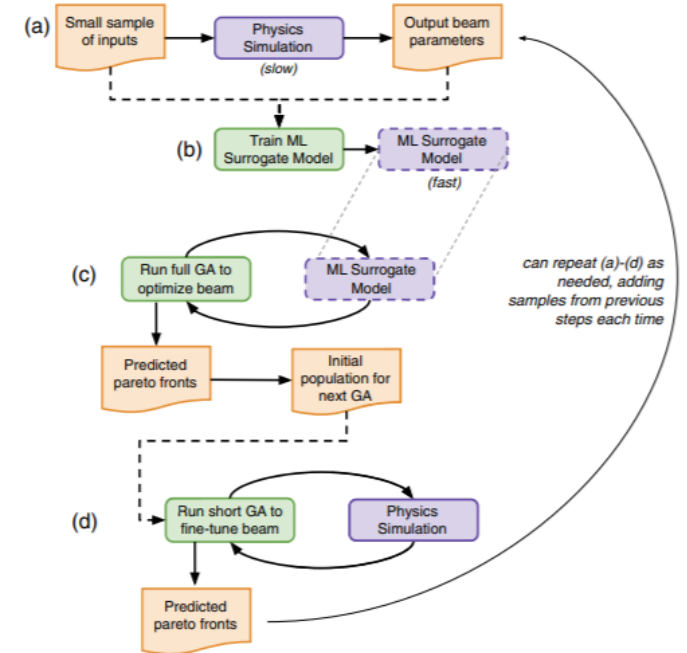 (a)
Small sample
of inputs
Physics
Simulation
(slow)
Output beam
parameters
(b)
Train ML
Surrogate Model
ML Surrogate
Model
(fast)
(c)
Run full GA to
optimize beam
ML Surrogate
Model
can repeat (a)-(d) as
needed, adding
samples from previous
steps each time
Predicted
pareto fronts
Initial
population for
next GA
(d)
Run short GA to
fine-tune beam
Physics
Simulation
Predicted
pareto fronts